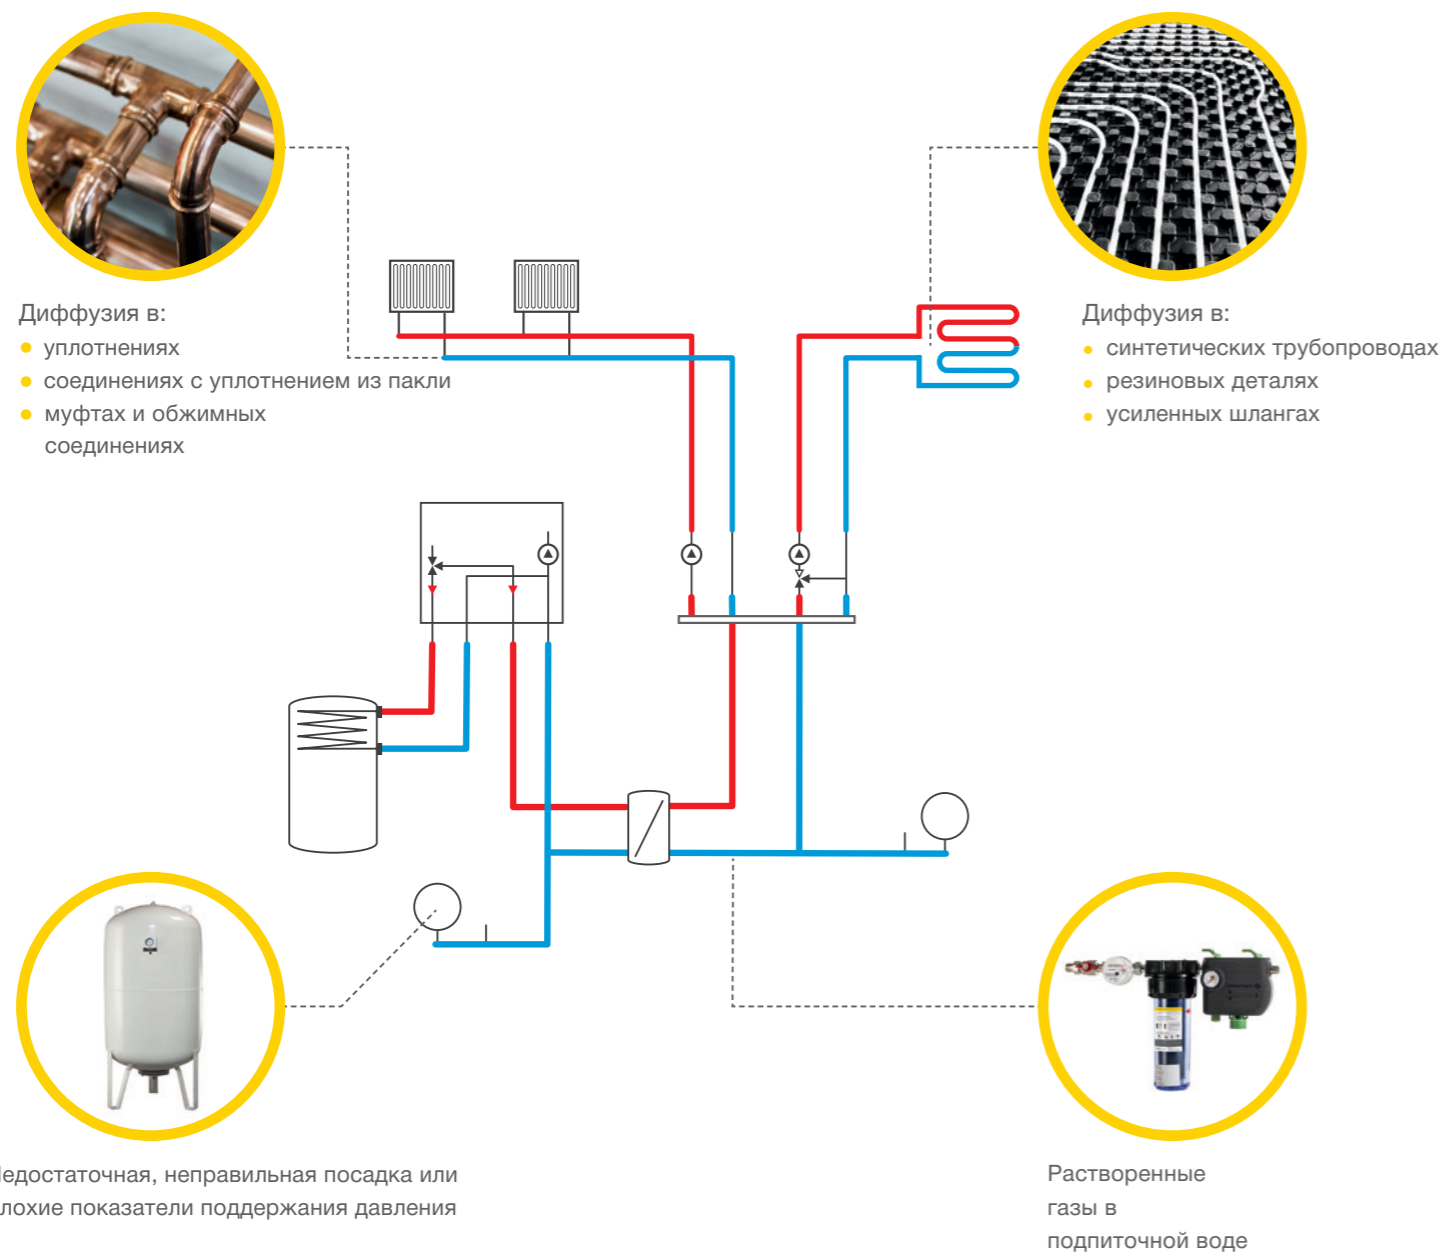 Диффузия в:
уплотнениях
соединениях с уплотнением из пакли
муфтах и обжимных
соединениях
Диффузия в:
синтетических трубопроводах
резиновых деталях
усиленных шлангах
едостаточная, неправильная посадка или
лохие показатели поддержания давления
Растворенные
газы в
подпиточной воде